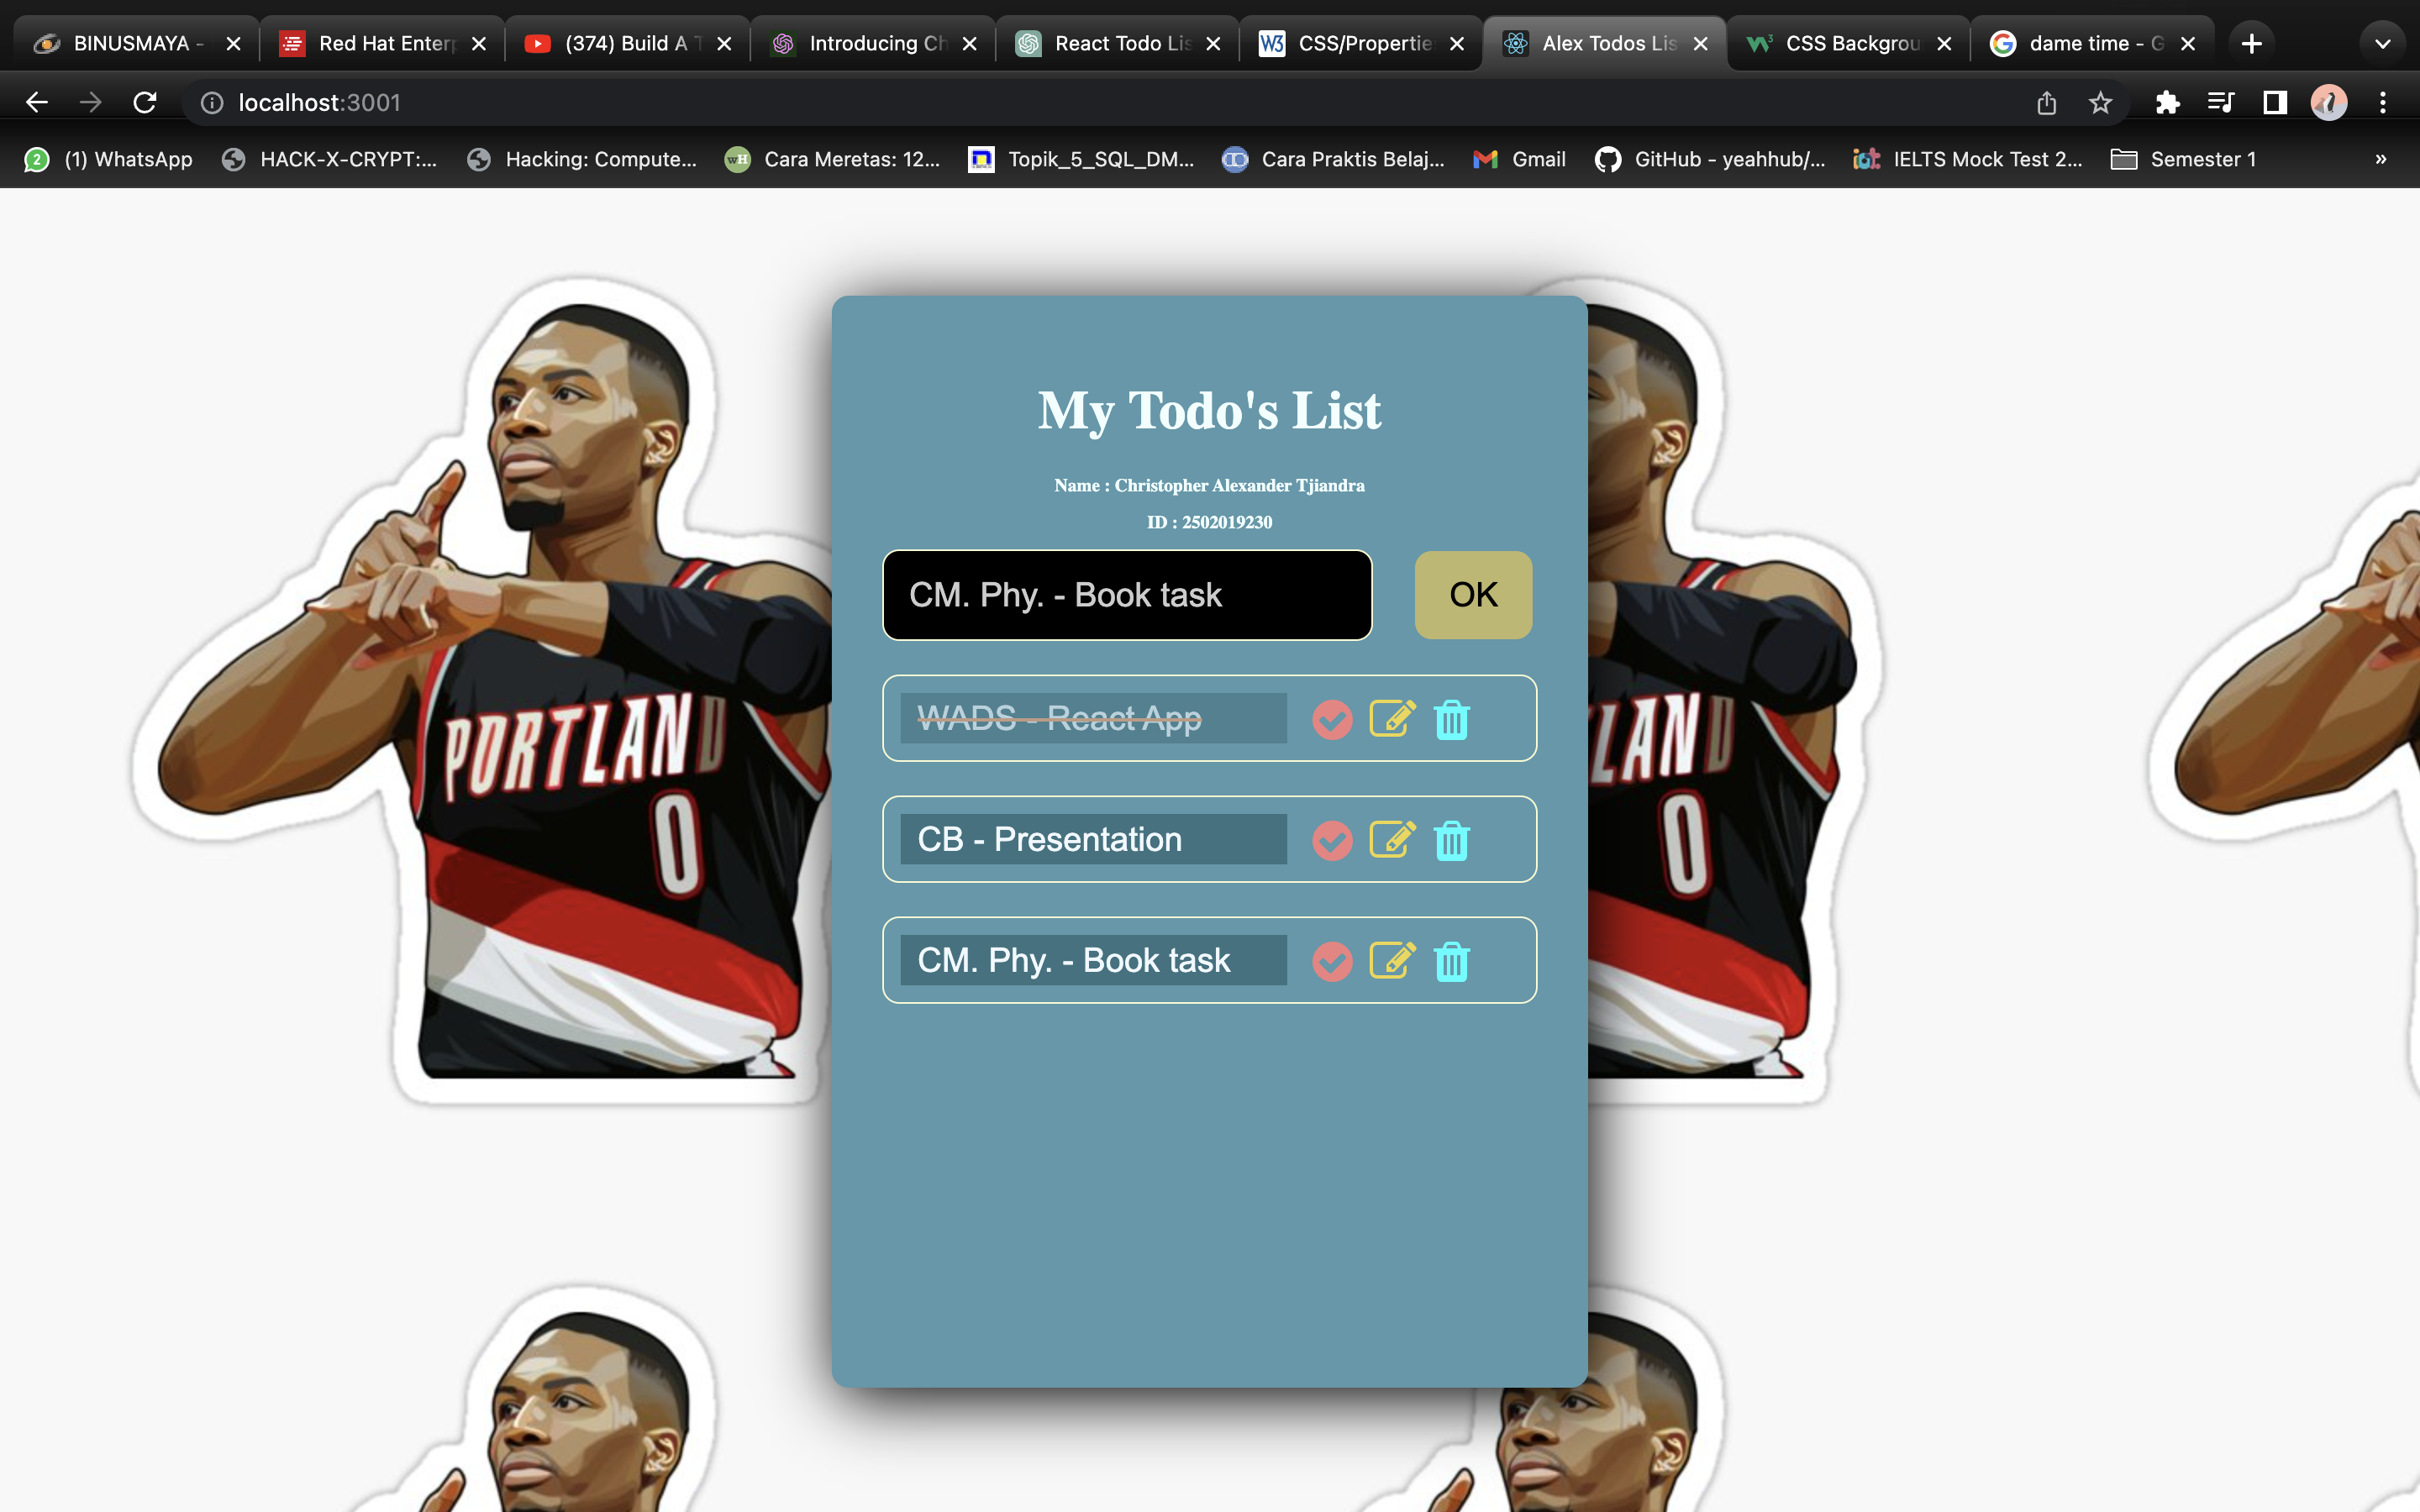 BINUSMAYA -
Red Hat Enterp
(374) Build A T
Introducing Ch
React Todo Lis
CSS/Propertie
Alex Todos Lis
CSS Backgrou
dame time - G
localhost:3001
(1) WhatsApp
HACK-X-CRYPT:...
Hacking: Compute...
Cara Meretas: 12...
Topik_5_SQL_DM...
Cara Praktis Belaj...
Gmail
GitHub - yeahhub/...
IELTS Mock Test 2...
Semester 1
»
My Todo's List
Name : Christopher Alexander Tjiandra
ID : 2502019230
CM. Phy. - Book task
OK
WADS - React App
CB - Presentation
CM. Phy. - Book task
PORTLAND
0
LAND
0